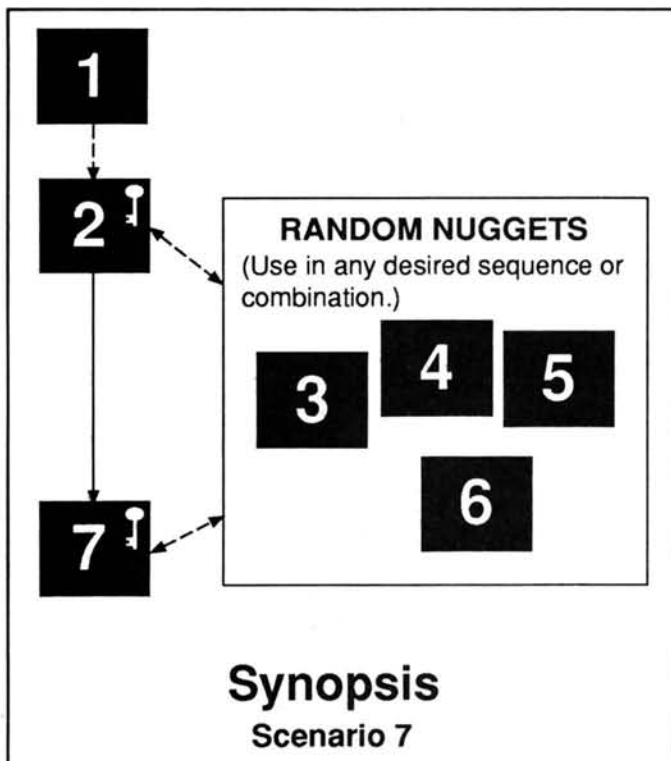 1
2
RANDOM NUGGETS
(Use in any desired sequence or
combination.)
3
4
5
6
7
Synopsis
Scenario 7